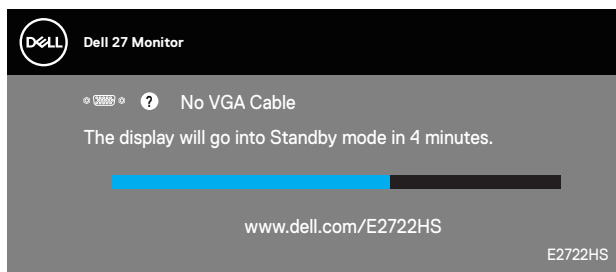 DELL
Dell 27 Monitor
? No VGA Cable
The display will go into Standby mode in 4 minutes.
www.dell.com/E2722HS
E2722HS